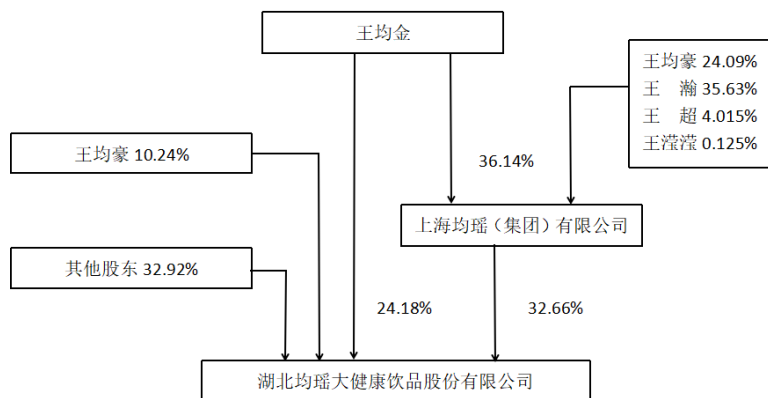 王均金
王均豪 24.09%
王　瀚 35.63%
王　超 4.015%
王滢滢 0.125%
王均豪 10.24%
36.14%
上海均瑶（集团）有限公司
其他股东 32.92%
24.18%
32.66%
湖北均瑶大健康饮品股份有限公司